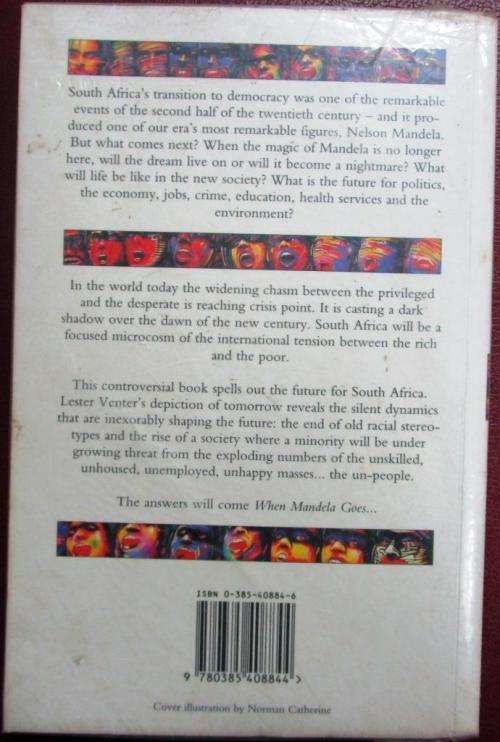 South Africa's transition to democracy was one of the remarkable
events of the second half of the twentieth century – and it pro-
duced one of our era's most remarkable figures, Nelson Mandela.
But what comes next? When the magic of Mandela is no longer
here, will the dream live on or will it become a nightmare? What
will life be like in the new society? What is the future for politics,
the economy, jobs, crime, education, health services and the
environment?
In the world today the widening chasm between the privileged
and the desperate is reaching crisis point. It is casting a dark
shadow over the dawn of the new century. South Africa will be a
focused microcosm of the international tension between the rich
and the poor.
This controversial book spells out the future for South Africa.
Lester Venter's depiction of tomorrow reveals the silent dynamics
that are inexorably shaping the future: the end of old racial stereo-
types and the rise of a society where a minority will be under
growing threat from the exploding numbers of the unskilled,
unhoused, unemployed, unhappy masses... the un-people.
The answers will come When Mandela Goes...
ISBN 0-385-40884-6
9 780385 408844 >
Cover illustration by Norman Catherine